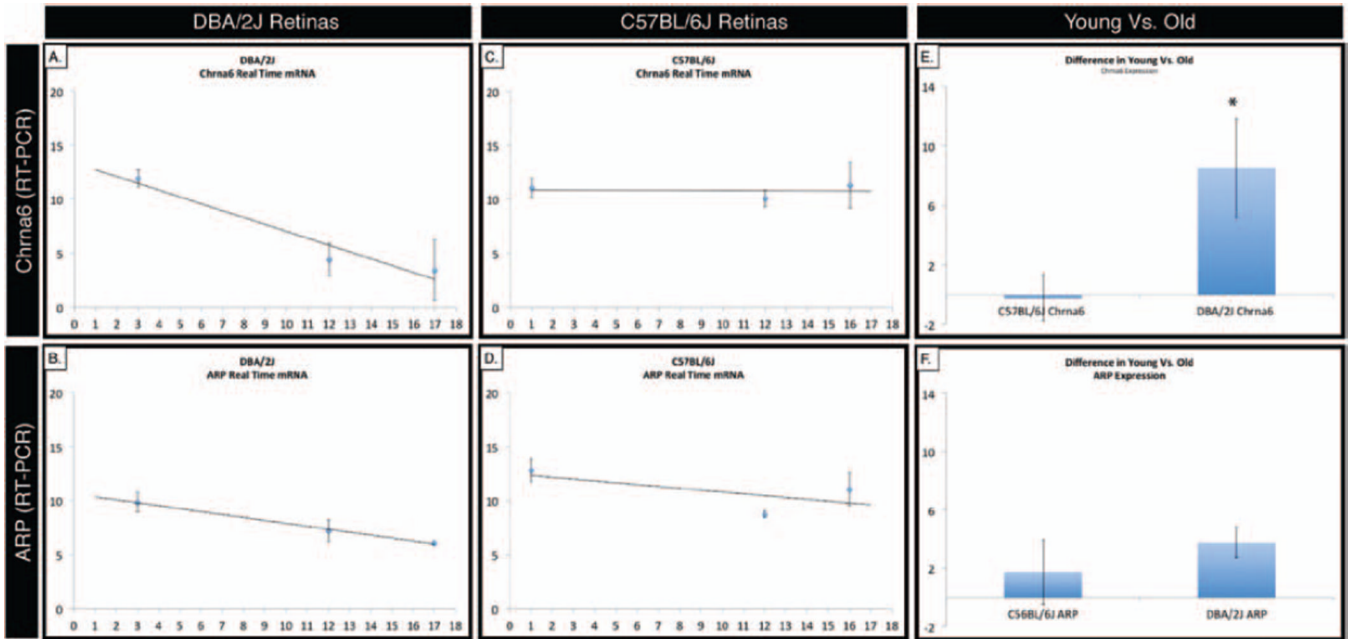 DBA/2J Retinas
C57BL/6J Retinas
Young Vs. Old
Chrna6 (RT-PCR)
A.
DBA/2J
Chrna6 Real Time mRNA
20
15
10
5
0
0 1 2 3 4 5 6 7 8 9 10 11 12 13 14 15 16 17 18
C.
C57BL/6J
Chrna6 Real Time mRNA
20
15
10
5
0
0 1 2 3 4 5 6 7 8 9 10 11 12 13 14 15 16 17 18
E.
Difference in Young Vs. Old
Chrna6 Expression
14
10
6
2
-2
*
C57BL/6J Chrna6
DBA/2J Chrna6
ARP (RT-PCR)
B.
DBA/2J
ARP Real Time mRNA
20
15
10
5
0
0 1 2 3 4 5 6 7 8 9 10 11 12 13 14 15 16 17 18
D.
C57BL/6J
ARP Real Time mRNA
20
15
10
5
0
0 1 2 3 4 5 6 7 8 9 10 11 12 13 14 15 16 17 18
F.
Difference in Young Vs. Old
ARP Expression
14
10
6
2
-2
C56BL/6J ARP
DBA/2J ARP